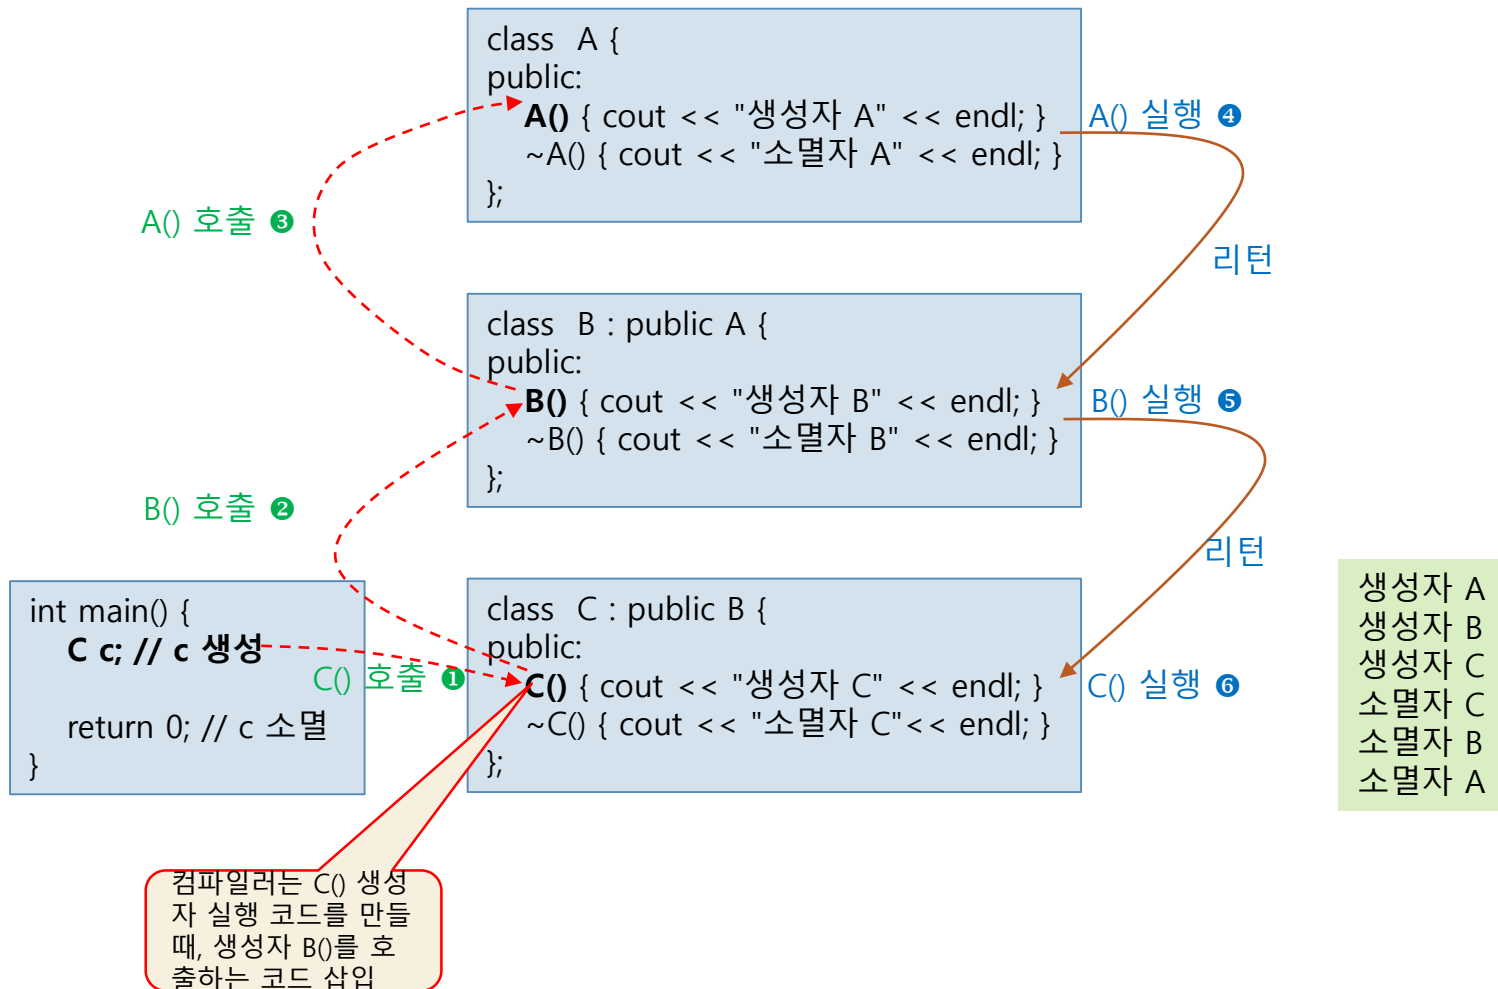 class  A {
public:
A() { cout << "생성자 A" << endl; }
~A() { cout << "소멸자 A" << endl; }
};
A() 실행 ❹
A() 호출 ❸
리턴
class  B : public A {
public:
B() { cout << "생성자 B" << endl; }
~B() { cout << "소멸자 B" << endl; }
};
B() 실행 ❺
B() 호출 ❷
리턴
int main() {
C c; // c 생성
return 0; // c 소멸
}
C() 호출 ❶
class  C : public B {
public:
C() { cout << "생성자 C" << endl; }
~C() { cout << "소멸자 C"<< endl; }
};
C() 실행 ❻
생성자 A
생성자 B
생성자 C
소멸자 C
소멸자 B
소멸자 A
컴파일러는 C() 생성
자 실행 코드를 만들
때, 생성자 B()를 호
출하는 코드 삽입